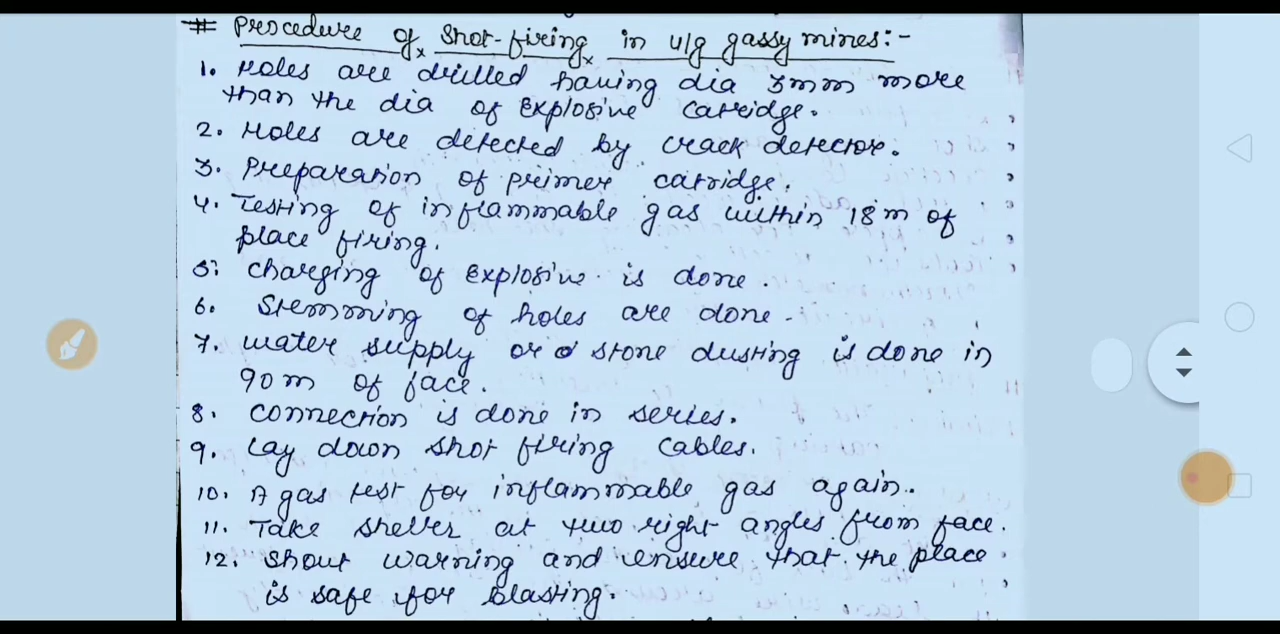 # Procedure of shot-firing in u/g gassy mines:-
1. Holes are drilled having dia 3mm more
than the dia of explosive catridge.
2. Holes are detected by crack detector.
3. Preparation of primer catridge.
4. Testing of inflammable gas within 18m of
place firing.
5. charging of explosive is done.
6. Stemming of holes are done.
7. water supply or stone dusting is done in
90m of face.
8. connection is done in series.
9. Lay down shot firing cables.
10. A gas test for inflammable gas again..
11. Take shelter at two right angles from face.
12. shout warning and ensure that the place
is safe for blasting.